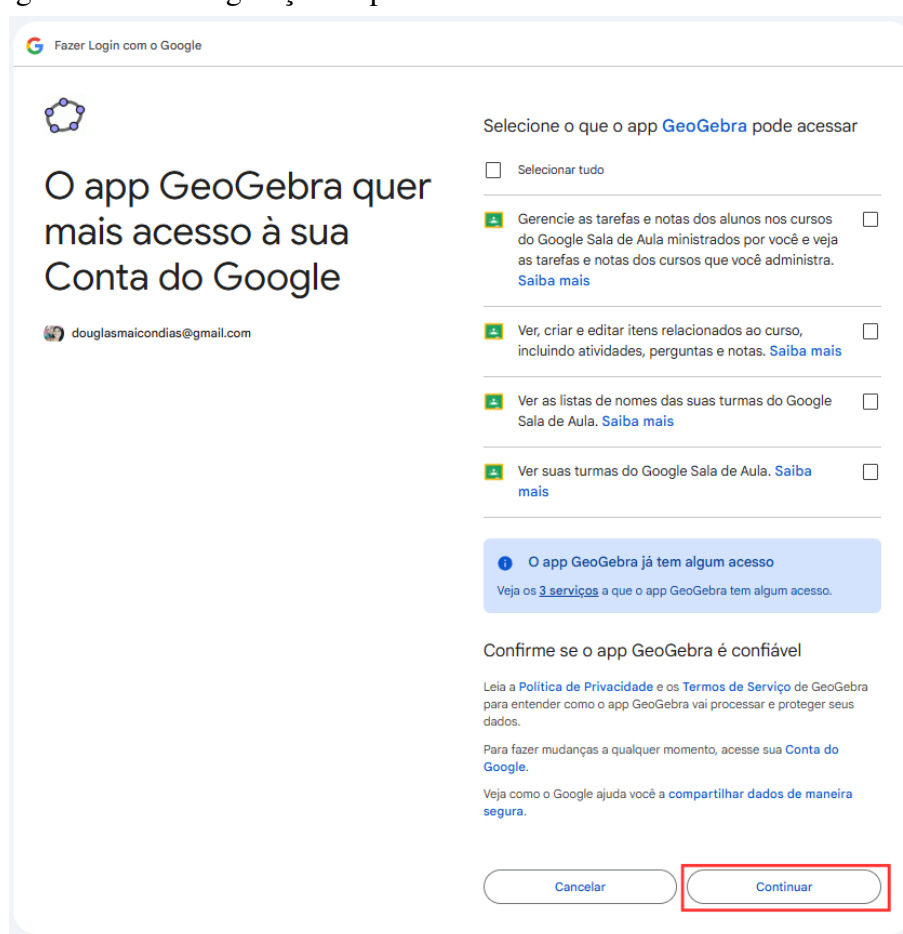 Fazer Login com o Google
O app GeoGebra quer
mais acesso à sua
Conta do Google
douglasmaicondias@gmail.com
Selecione o que o app GeoGebra pode acessar
Selecionar tudo
Gerencie as tarefas e notas dos alunos nos cursos
do Google Sala de Aula ministrados por você e veja
as tarefas e notas dos cursos que você administra.
Saiba mais
Ver, criar e editar itens relacionados ao curso,
incluindo atividades, perguntas e notas. Saiba mais
Ver as listas de nomes das suas turmas do Google
Sala de Aula. Saiba mais
Ver suas turmas do Google Sala de Aula. Saiba
mais
O app GeoGebra já tem algum acesso
Veja os 3 serviços a que o app GeoGebra tem algum acesso.
Confirme se o app GeoGebra é confiável
Leia a Política de Privacidade e os Termos de Serviço de GeoGebra
para entender como o app GeoGebra vai processar e proteger seus
dados.
Para fazer mudanças a qualquer momento, acesse sua Conta do
Google.
Veja como o Google ajuda você a compartilhar dados de maneira
segura.
Cancelar
Continuar